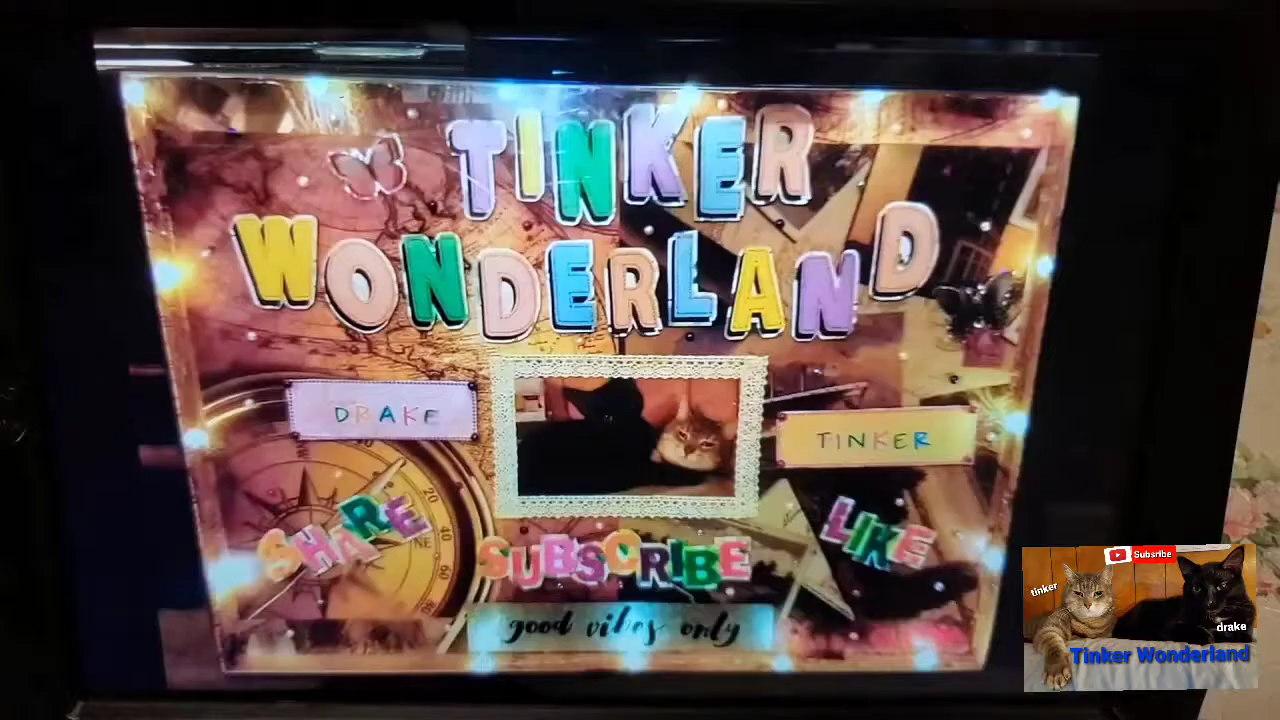 TINKER
WONDERLAND
DRAKE
TINKER
SHARE
SUBSCRIBE
LIKE
good vibes only
Subsribe
tinker
drake
Tinker Wonderland